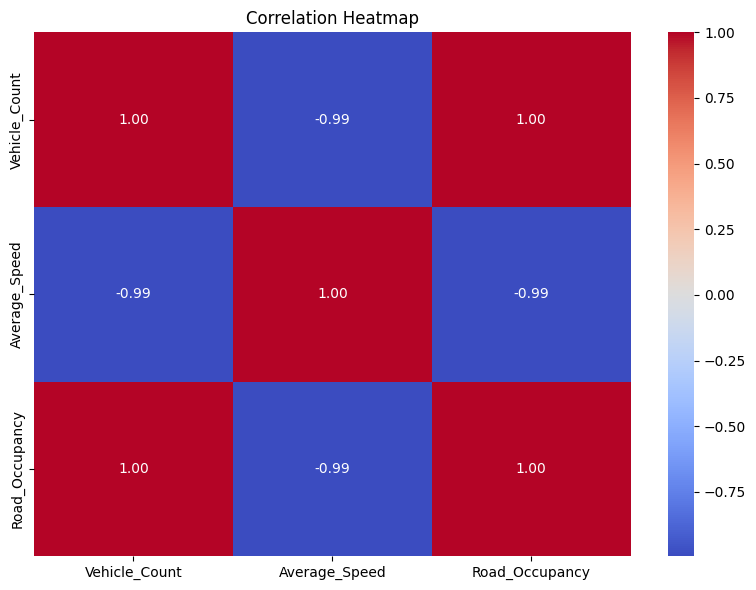 Correlation Heatmap
Vehicle_Count
1.00 -0.99 1.00
Average_Speed
-0.99 1.00 -0.99
Road_Occupancy
1.00 -0.99 1.00
Vehicle_Count Average_Speed Road_Occupancy
1.00
0.75
0.50
0.25
0.00
−0.25
−0.50
−0.75